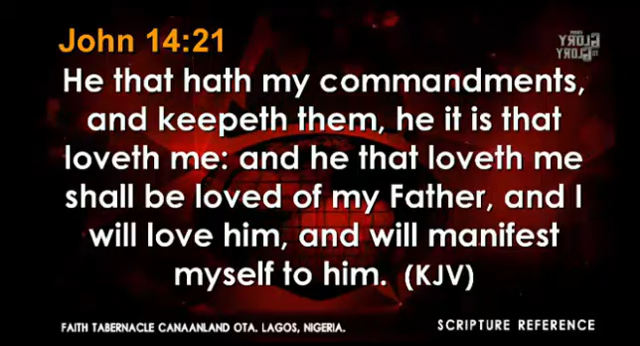 John 14:21
He that hath my commandments,
and keepeth them, he it is that
loveth me: and he that loveth me
shall be loved of my Father, and I
will love him, and will manifest
myself to him. (KJV)
FAITH TABERNACLE CANAANLAND OTA. LAGOS, NIGERIA.
SCRIPTURE REFERENCE